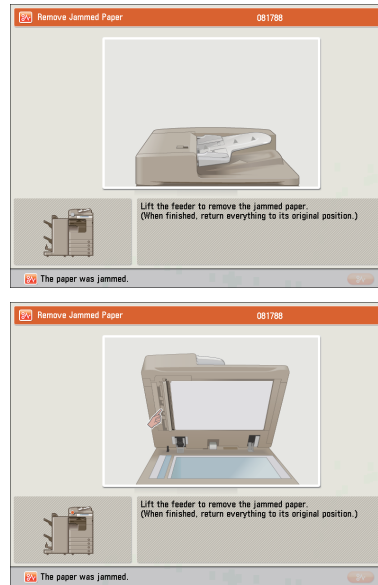 Remove Jammed Paper 081788
Lift the feeder to remove the jammed paper.
(When finished, return everything to its original position.)
The paper was jammed.
Remove Jammed Paper 081788
Lift the feeder to remove the jammed paper.
(When finished, return everything to its original position.)
The paper was jammed.